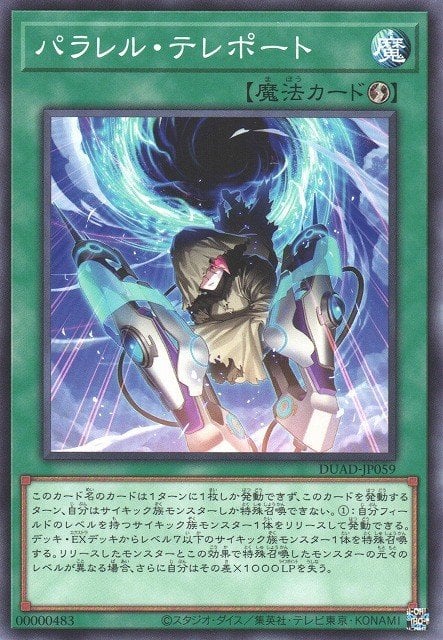 パラレル・テレポート
魔
【魔法カード】
DUAD-JP059
このカード名のカードは1ターンに1枚しか発動できず、このカードを発動する
ターン、自分はサイキック族モンスターしか特殊召喚できない。①：自分フィ
ールドのレベルを持つサイキック族モンスター1体をリリースして発動できる。
デッキ・EXデッキからレベル7以下のサイキック族モンスター1体を特殊召喚
する。リリースしたモンスターとこの効果で特殊召喚したモンスターの元々の
レベルが異なる場合、さらに自分はその差×1000LPを失う。
00000483
©スタジオ・ダイス／集英社・テレビ東京・KONAMI